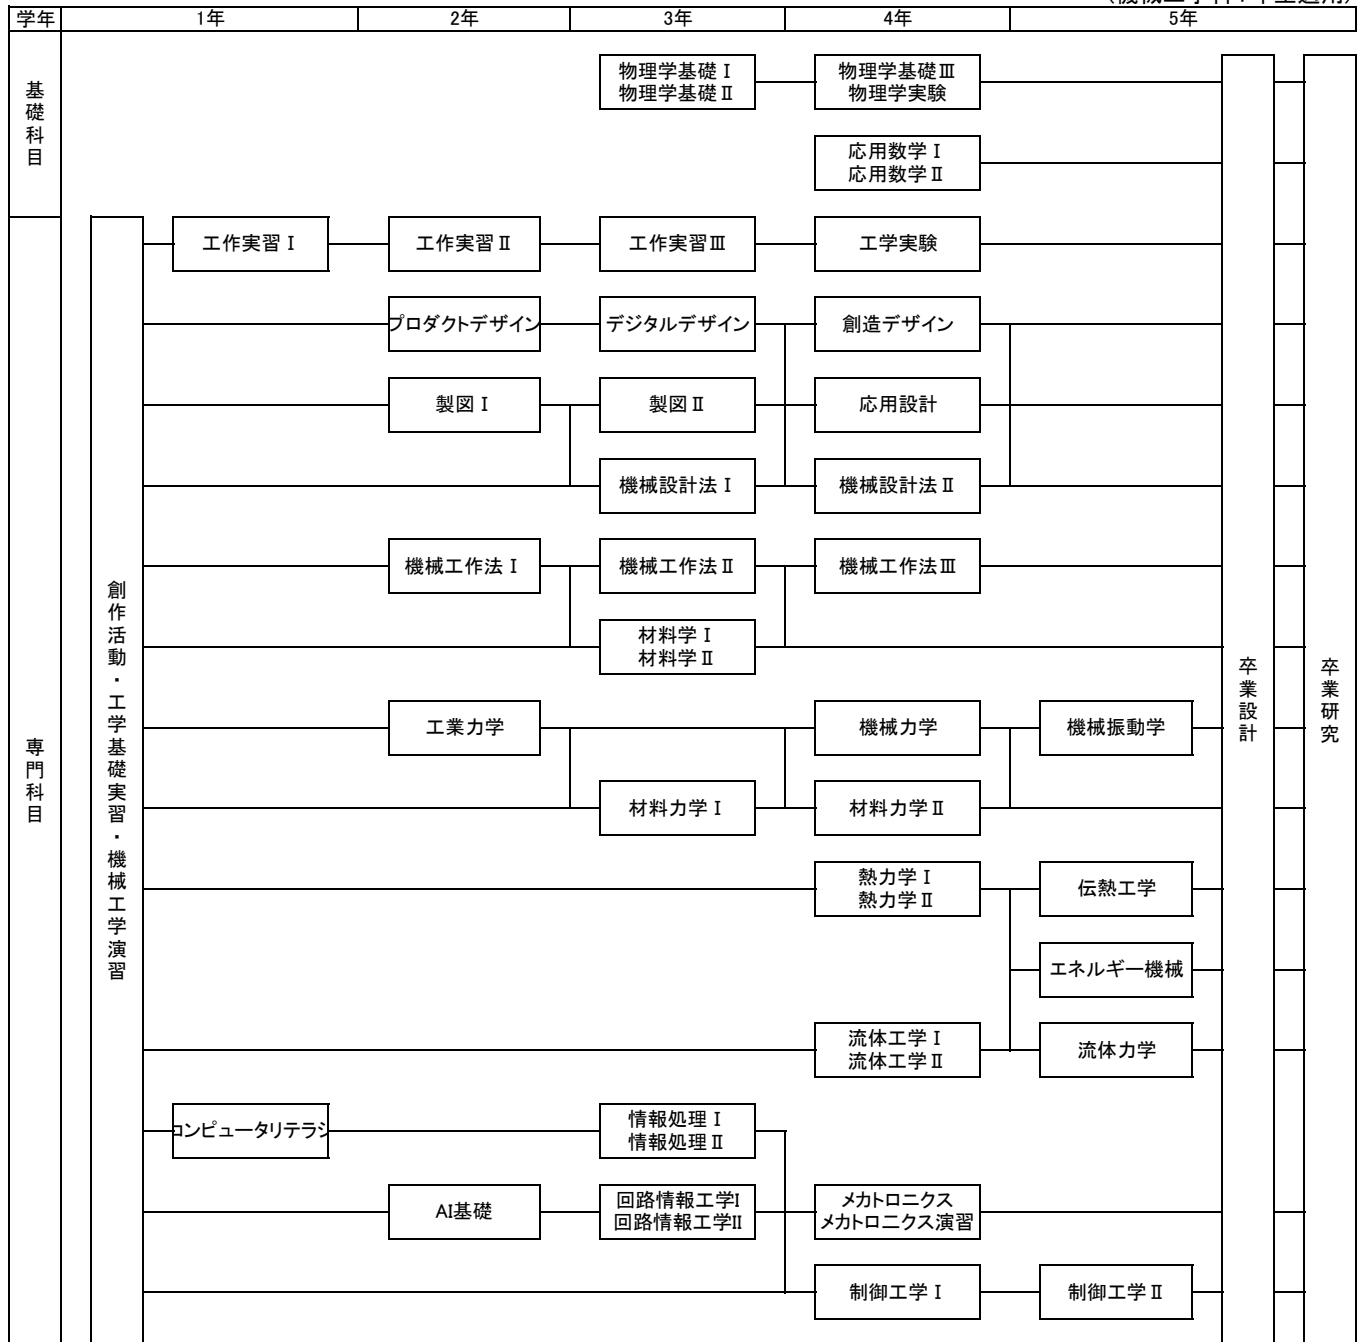 学年
1年
2年
3年
4年
5年
基礎科目
物理学基礎Ⅰ
物理学基礎Ⅱ
物理学基礎Ⅲ
物理学実験
応用数学Ⅰ
応用数学Ⅱ
専門科目
創作活動・工学基礎実習・機械工学演習
工作実習Ⅰ
工作実習Ⅱ
工作実習Ⅲ
工学実験
プロダクトデザイン
デジタルデザイン
創造デザイン
製図Ⅰ
製図Ⅱ
応用設計
機械設計法Ⅰ
機械設計法Ⅱ
機械工作法Ⅰ
機械工作法Ⅱ
機械工作法Ⅲ
材料学Ⅰ
材料学Ⅱ
工業力学
機械力学
機械振動学
材料力学Ⅰ
材料力学Ⅱ
熱力学Ⅰ
熱力学Ⅱ
伝熱工学
エネルギー機械
流体工学Ⅰ
流体工学Ⅱ
流体力学
コンピュータリテラシ
情報処理Ⅰ
情報処理Ⅱ
AI基礎
回路情報工学I
回路情報工学II
メカトロニクス
メカトロニクス演習
制御工学Ⅰ
制御工学Ⅱ
卒業設計
卒業研究